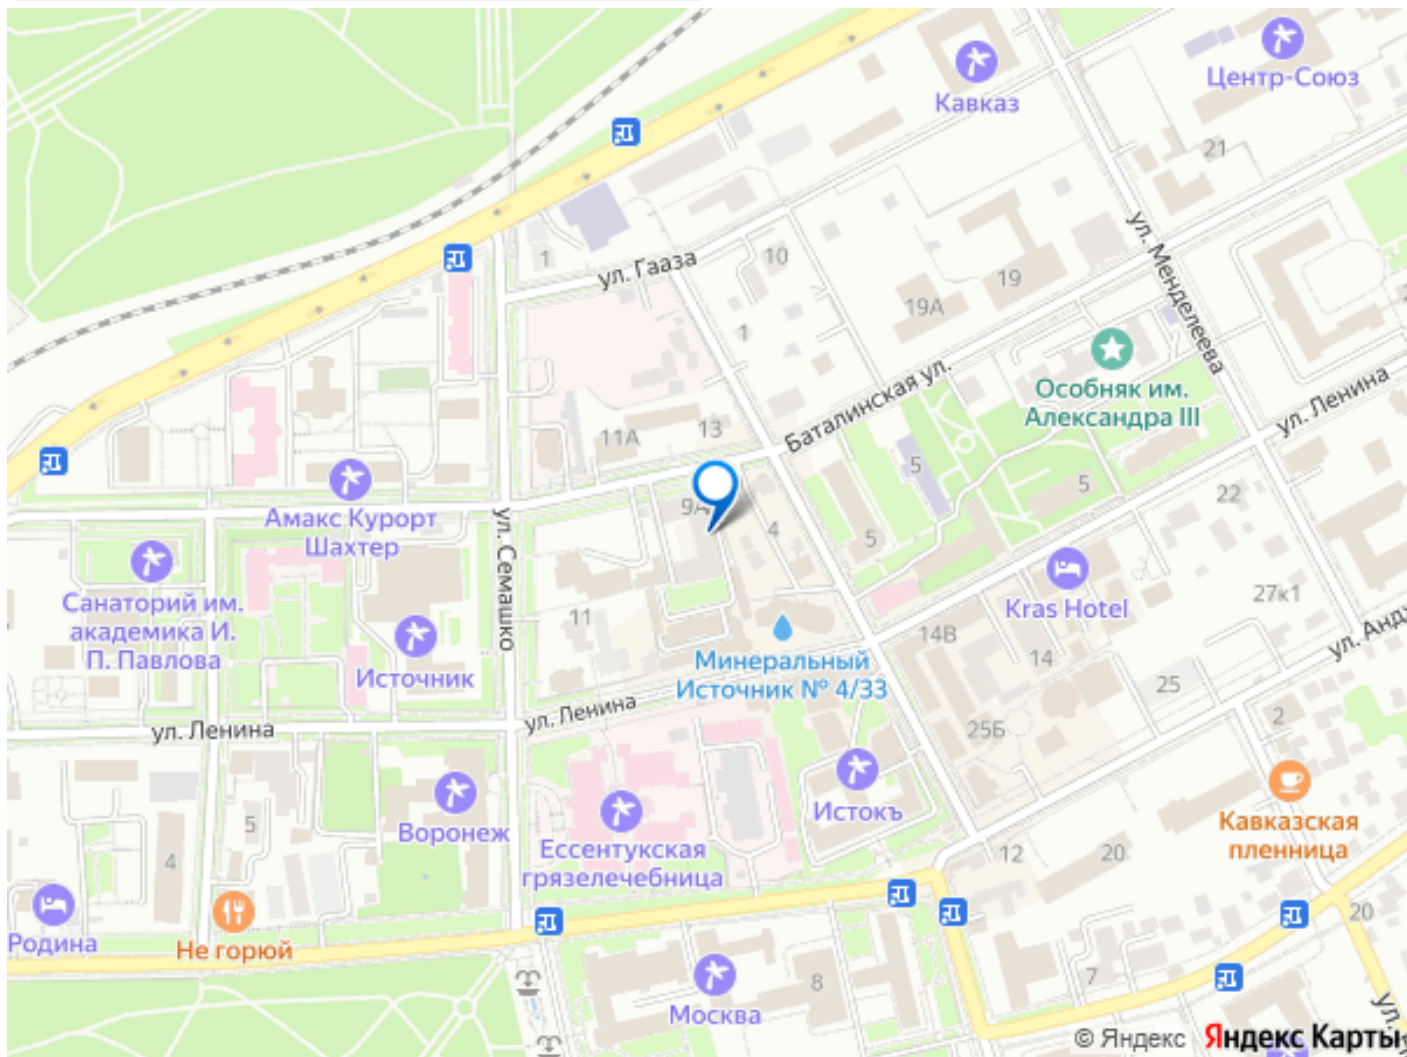 Кавказ
Центр-Союз
21
ул. Менделеева
1
ул. Гааза
10
19
19А
1
Особняк им.
Александра III
ул. Ленина
Баталинская ул.
11А
13
5
5
22
Амакс Курорт
Шахтер
ул. Семашко
4
5
Санаторий им.
академика И.
П. Павлова
11
Kras Hotel
27к1
14В
14
Источник
Минеральный
Источник № 4/33
25
ул. Ленина
ул. Ленина
25Б
2
Истокъ
Воронеж
5
4
Ессентукская
грязелечебница
Кавказская
пленница
12
20
Родина
Не горюй
20
Москва
8
7
© Яндекс Яндекс Карты